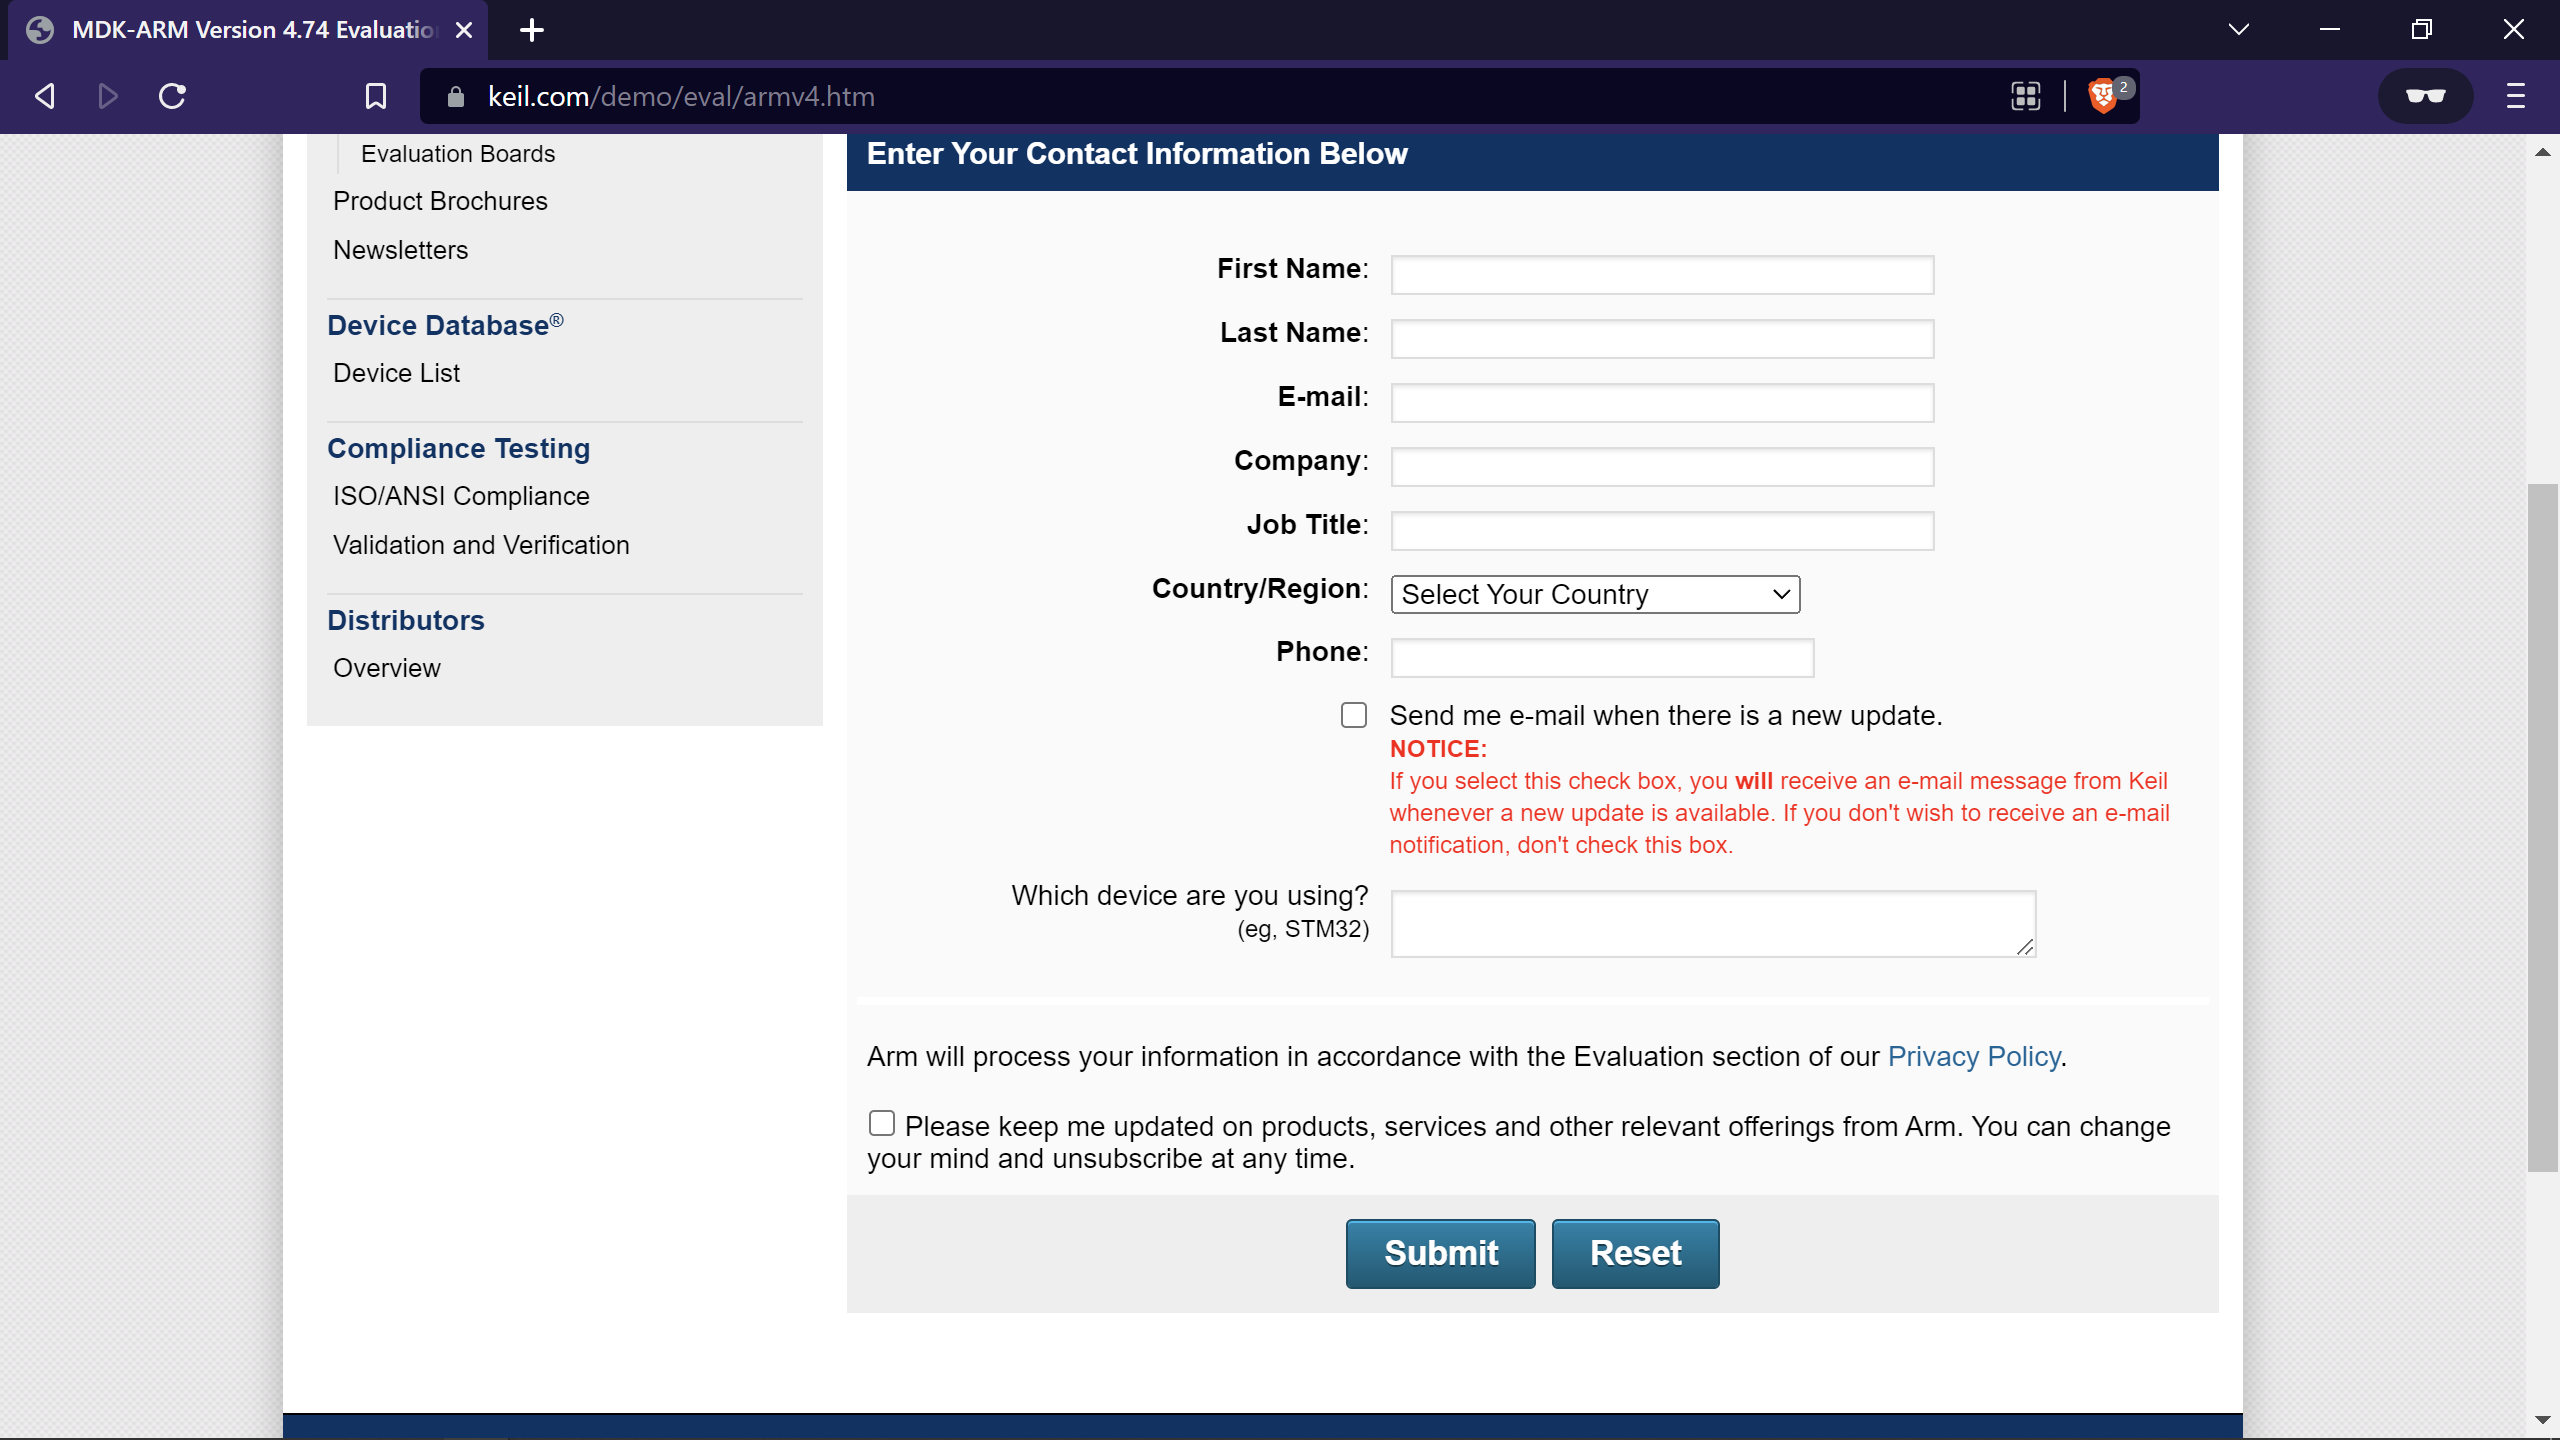 MDK-ARM Version 4.74 Evaluatio
keil.com/demo/eval/armv4.htm
2
Evaluation Boards
Product Brochures
Newsletters
Device Database®
Device List
Compliance Testing
ISO/ANSI Compliance
Validation and Verification
Distributors
Overview
Enter Your Contact Information Below
First Name:
Last Name:
E-mail:
Company:
Job Title:
Country/Region: Select Your Country
Phone:
Send me e-mail when there is a new update.
NOTICE:
If you select this check box, you will receive an e-mail message from Keil
whenever a new update is available. If you don't wish to receive an e-mail
notification, don't check this box.
Which device are you using?
(eg, STM32)
Arm will process your information in accordance with the Evaluation section of our Privacy Policy.
Please keep me updated on products, services and other relevant offerings from Arm. You can change
your mind and unsubscribe at any time.
Submit Reset